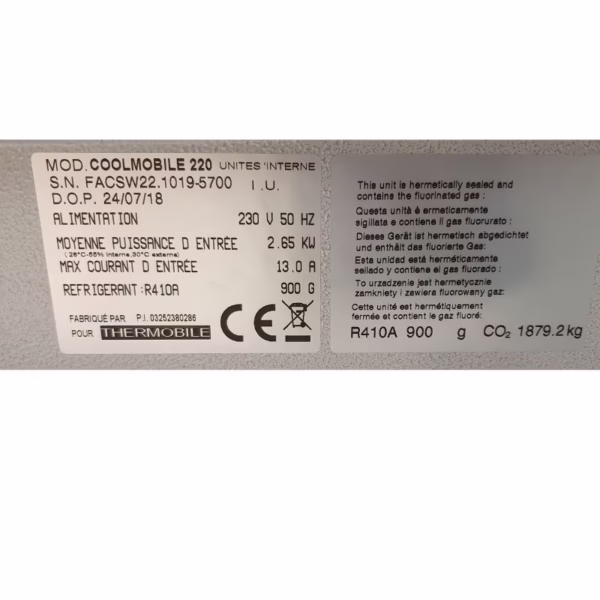 MOD. COOLMOBILE 220 UNITES 'INTERNE
S.N. FACSW22.1019-5700 I.U.
D.O.P. 24/07/18
ALIMENTATION 230 V 50 HZ
MOYENNE PUISSANCE D ENTRÉE 2.65 KW
(26°C-55% interne,30°C externe)
MAX COURANT D ENTRÉE 13.0 A
REFRIGERANT:R410A 900 G
FABRIQUÉ PAR P.I. 03252380286
POUR THERMOBILE CE
This unit is hermetically sealed and
contains the fluorinated gas :
Questa unità è ermeticamente
sigillata e contiene il gas fluorurato :
Dieses Gerät ist hermetisch abgedichtet
und enthält das fluorierte Gas:
Esta unidad está herméticamente
sellado y contiene el gas fluorado :
To urzadzenie jest hermetycznie
zamkniety i zawiera fluorowany gaz:
Cette unité est hermétiquement
fermée et contient le gaz fluoré:
R410A 900 g CO₂ 1879.2 kg